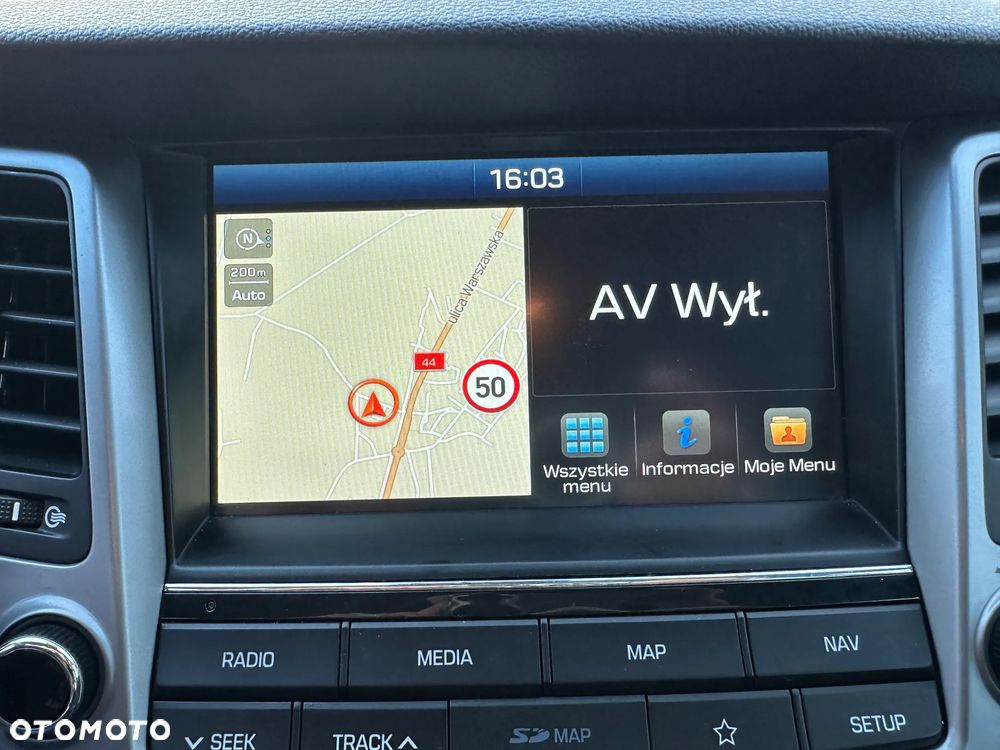 16:03
N
200m
Auto
ulica Warszawska
44
50
AV Wył.
Wszystkie
menu
Informacje
Moje Menu
RADIO
MEDIA
MAP
NAV
SEEK
TRACK
SD MAP
SETUP
OTOMOTO